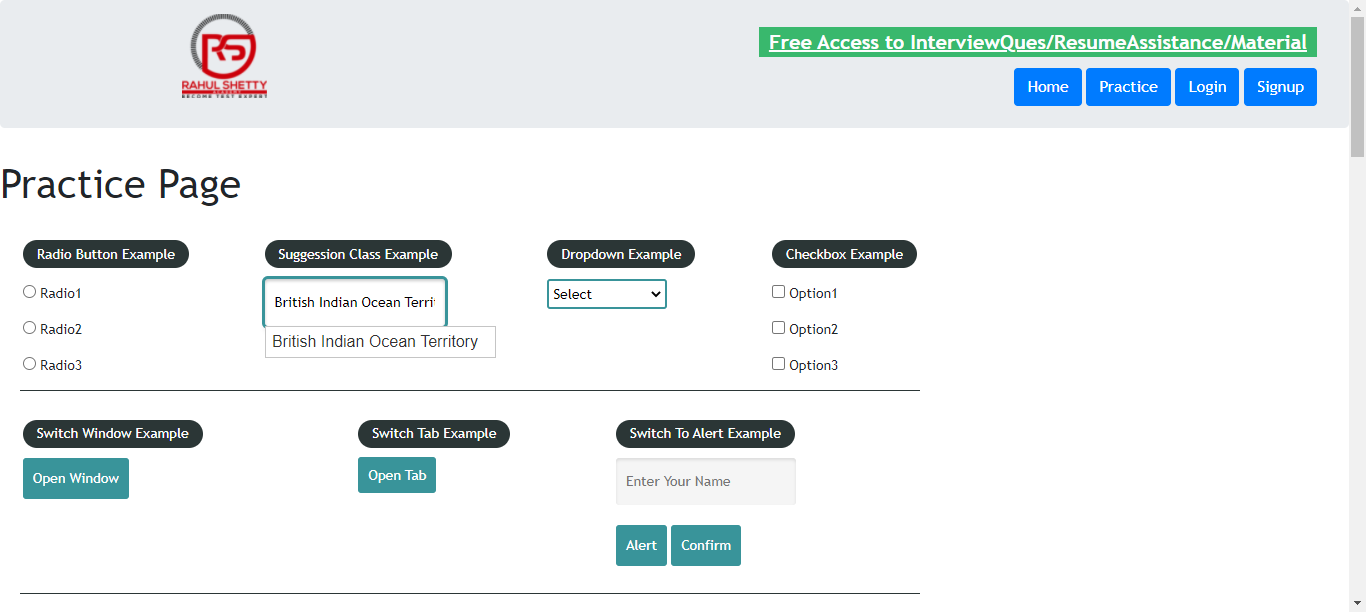 RS
RAHUL SHETTY
ACADEMY
BECOME TEST EXPERT
Free Access to InterviewQues/ResumeAssistance/Material
Home Practice Login Signup
Practice Page
Radio Button Example Suggession Class Example Dropdown Example Checkbox Example
Radio1 British Indian Ocean Terri Select Option1
Radio2 British Indian Ocean Territory Option2
Radio3 Option3
Switch Window Example Switch Tab Example Switch To Alert Example
Open Window Open Tab Enter Your Name
Alert Confirm